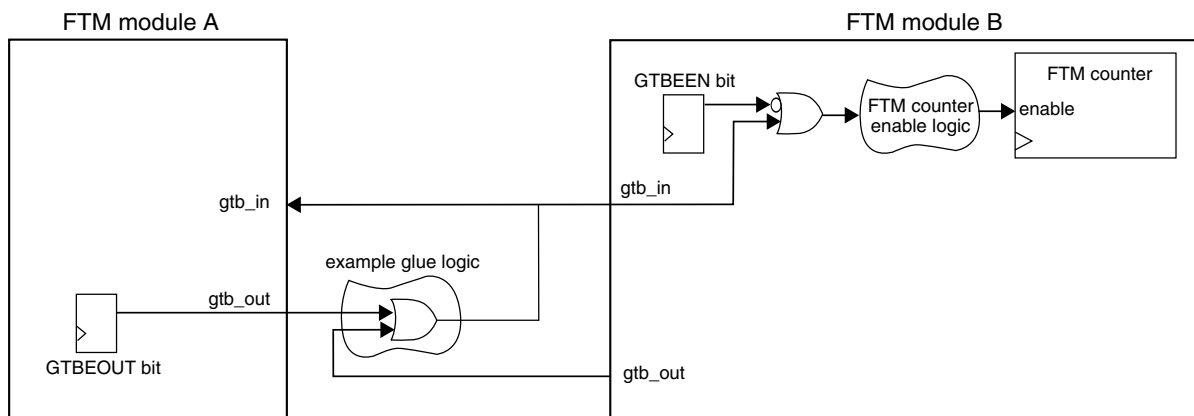 FTM module A
FTM module B
GTBEEN bit
FTM counter
enable logic
FTM counter
enable
gtb_in
gtb_in
example glue logic
gtb_out
GTBEOUT bit
gtb_out